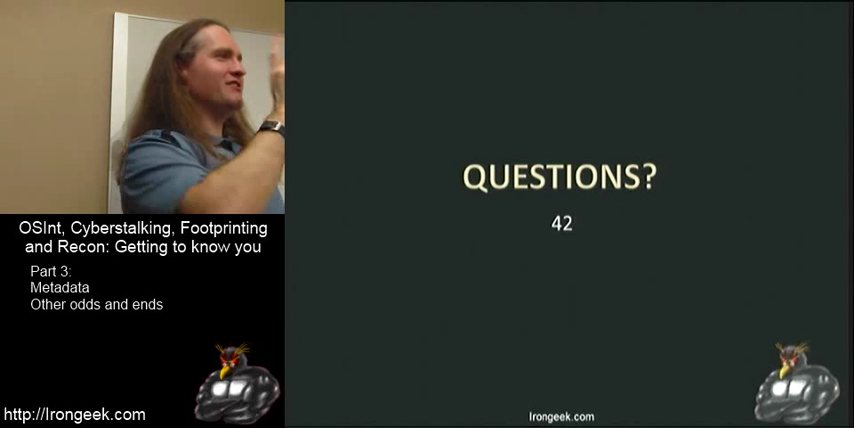 OSInt, Cyberstalking, Footprinting
and Recon: Getting to know you
Part 3:
Metadata
Other odds and ends
http://Irongeek.com
QUESTIONS?
42
Irongeek.com